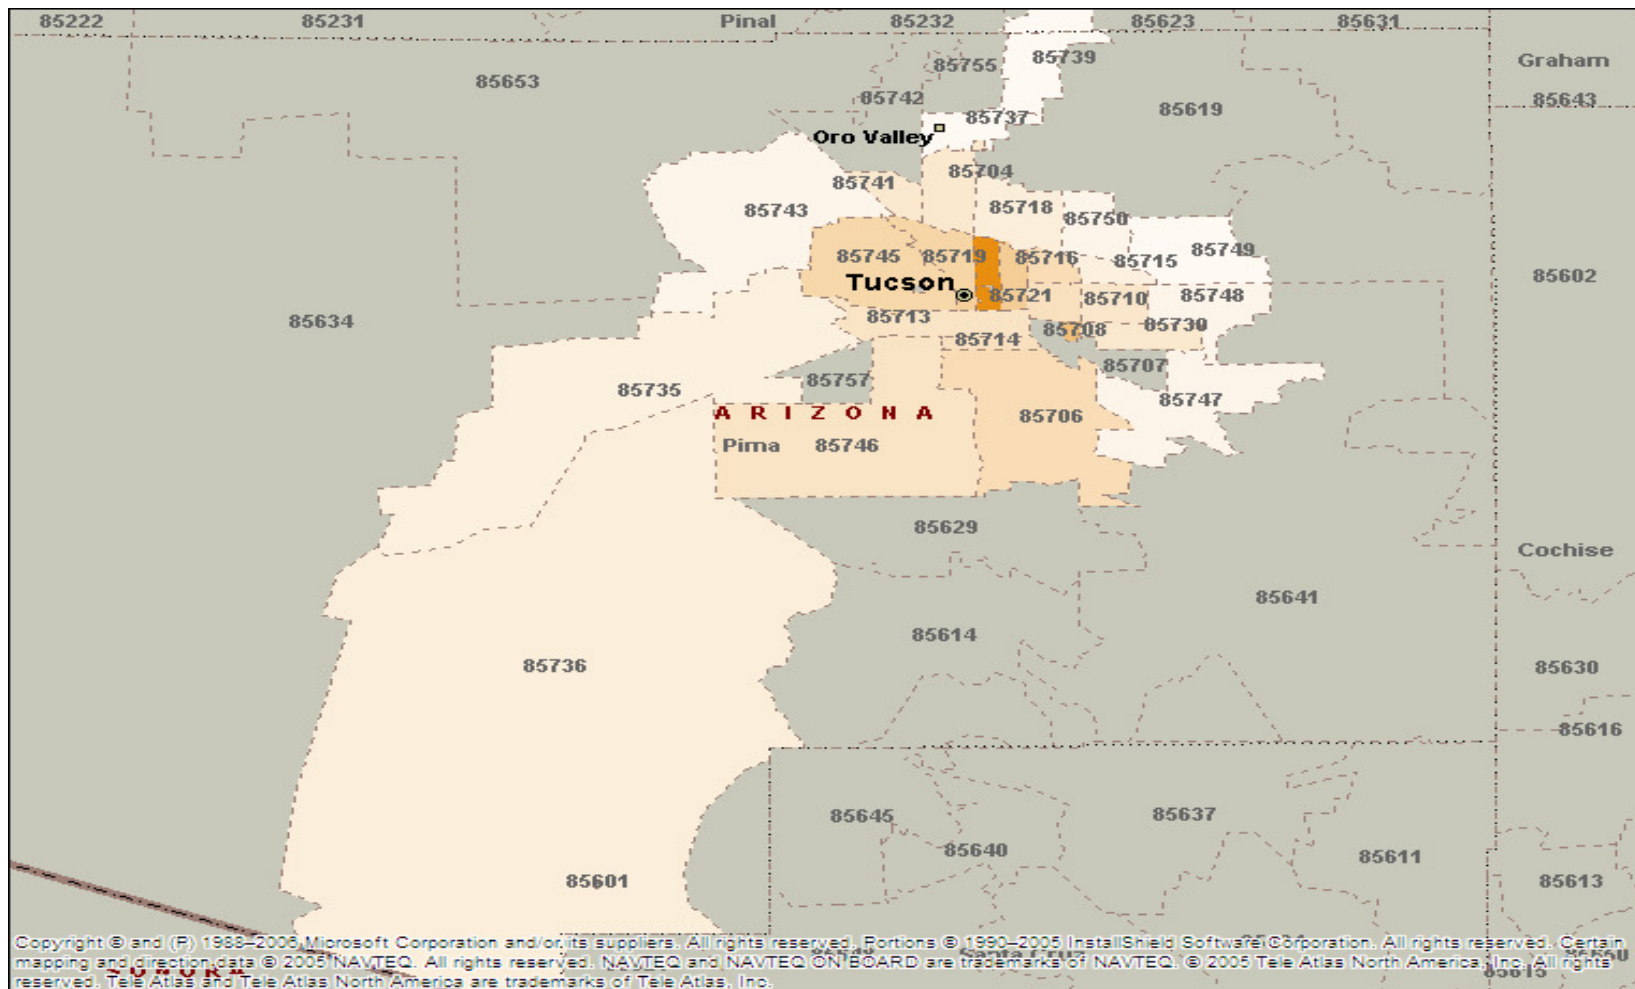 85222 85231 Pinal 85232 85623 85631
85739
85755
Graham
85653
85742
85643
85619
85737
Oro Valley
85704
85741
85743
85718
85750
85745 85719 85716 85715 85749
85602
Tucson
85721 85710 85748
85634
85713
85708 85730
85714
85707
85757
85735
85747
ARIZONA
85706
Pima 85746
85629
Cochise
85641
85614
85736
85630
85616
85645
85637
85640
85611
85601
85613
Copyright © and (P) 1988–2006 Microsoft Corporation and/or its suppliers. All rights reserved. Portions © 1990–2005 InstallShield Software Corporation. All rights reserved. Certain
mapping and direction data © 2005 NAVTEQ. All rights reserved. NAVTEQ and NAVTEQ ON BOARD are trademarks of NAVTEQ. © 2005 Tele Atlas North America, Inc. All rights
reserved. Tele Atlas and Tele Atlas North America are trademarks of Tele Atlas, Inc.
Santa Cruz
SONORA